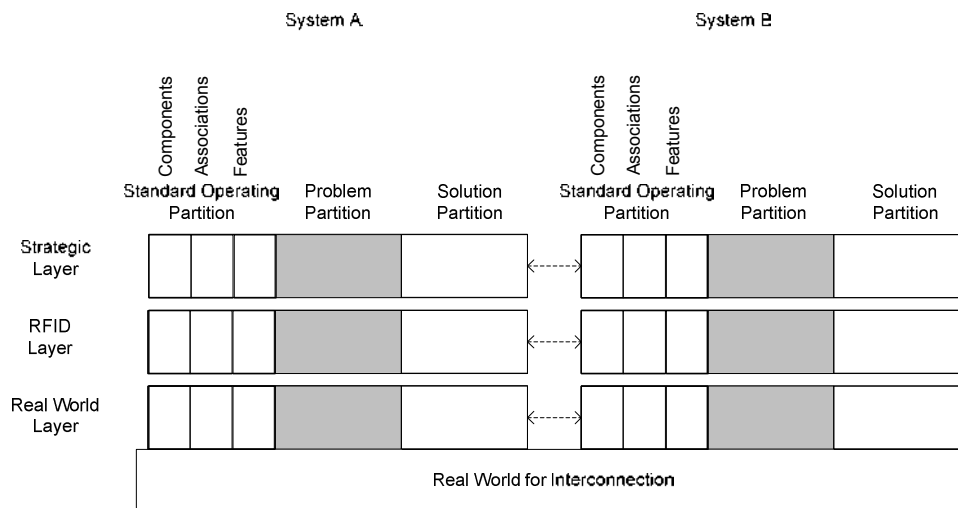 System A
System B
Components
Associations
Features
Components
Associations
Features
Standard Operating
Partition
Problem
Partition
Solution
Partition
Standard Operating
Partition
Problem
Partition
Solution
Partition
Strategic
Layer
RFID
Layer
Real World
Layer
Real World for Interconnection